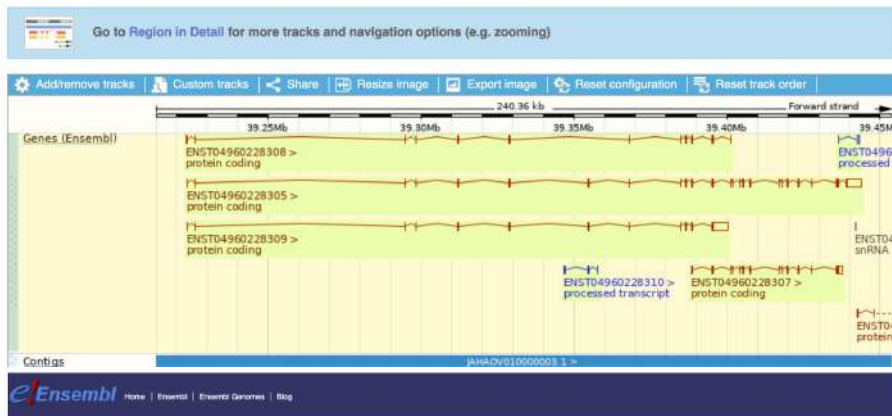 Go to Region in Detail for more tracks and navigation options (e.g. zooming)
Add/remove tracks Custom tracks Share Resize image Export image Reset configuration Reset track order
240.36 kb Forward strand
39.25Mb 39.30Mb 39.35Mb 39.40Mb 39.45M
Genes (Ensembl)
ENST04960228308 > ENST0496
protein coding processed
ENST04960228305 >
protein coding
ENST04960228309 > ENST04
protein coding snRNA
ENST04960228310 > ENST04960228307 >
processed transcript protein coding
ENST0
protein
Contigs JAHAOV010000003.1 >
e!Ensembl Home | Ensembl | Ensembl Genomes | Blog